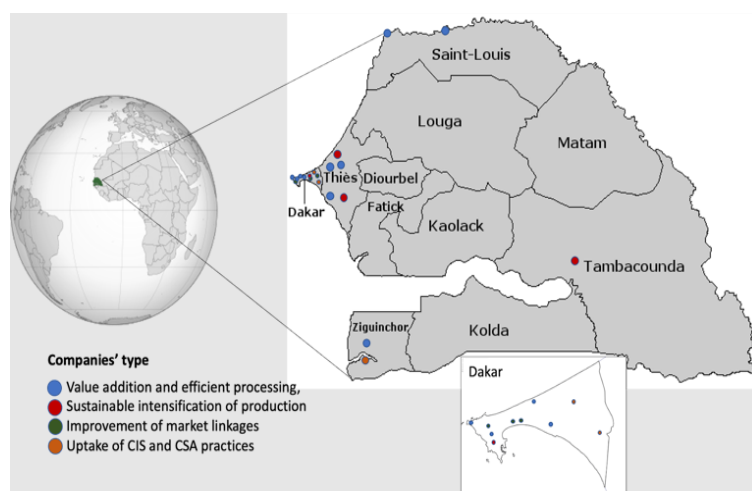 Saint-Louis
Louga
Matam
Thiès
Diourbel
Dakar
Fatick
Kaolack
Tambacounda
Ziguinchor
Kolda
Companies' type
Value addition and efficient processing,
Sustainable intensification of production
Improvement of market linkages
Uptake of CIS and CSA practices
Dakar